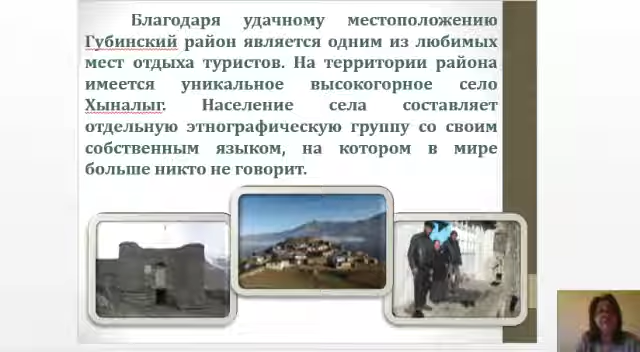 Благодаря удачному местоположению
Губинский район является одним из любимых
мест отдыха туристов. На территории района
имеется уникальное высокогорное село
Хыналыг. Население села составляет
отдельную этнографическую группу со своим
собственным языком, на котором в мире
больше никто не говорит.